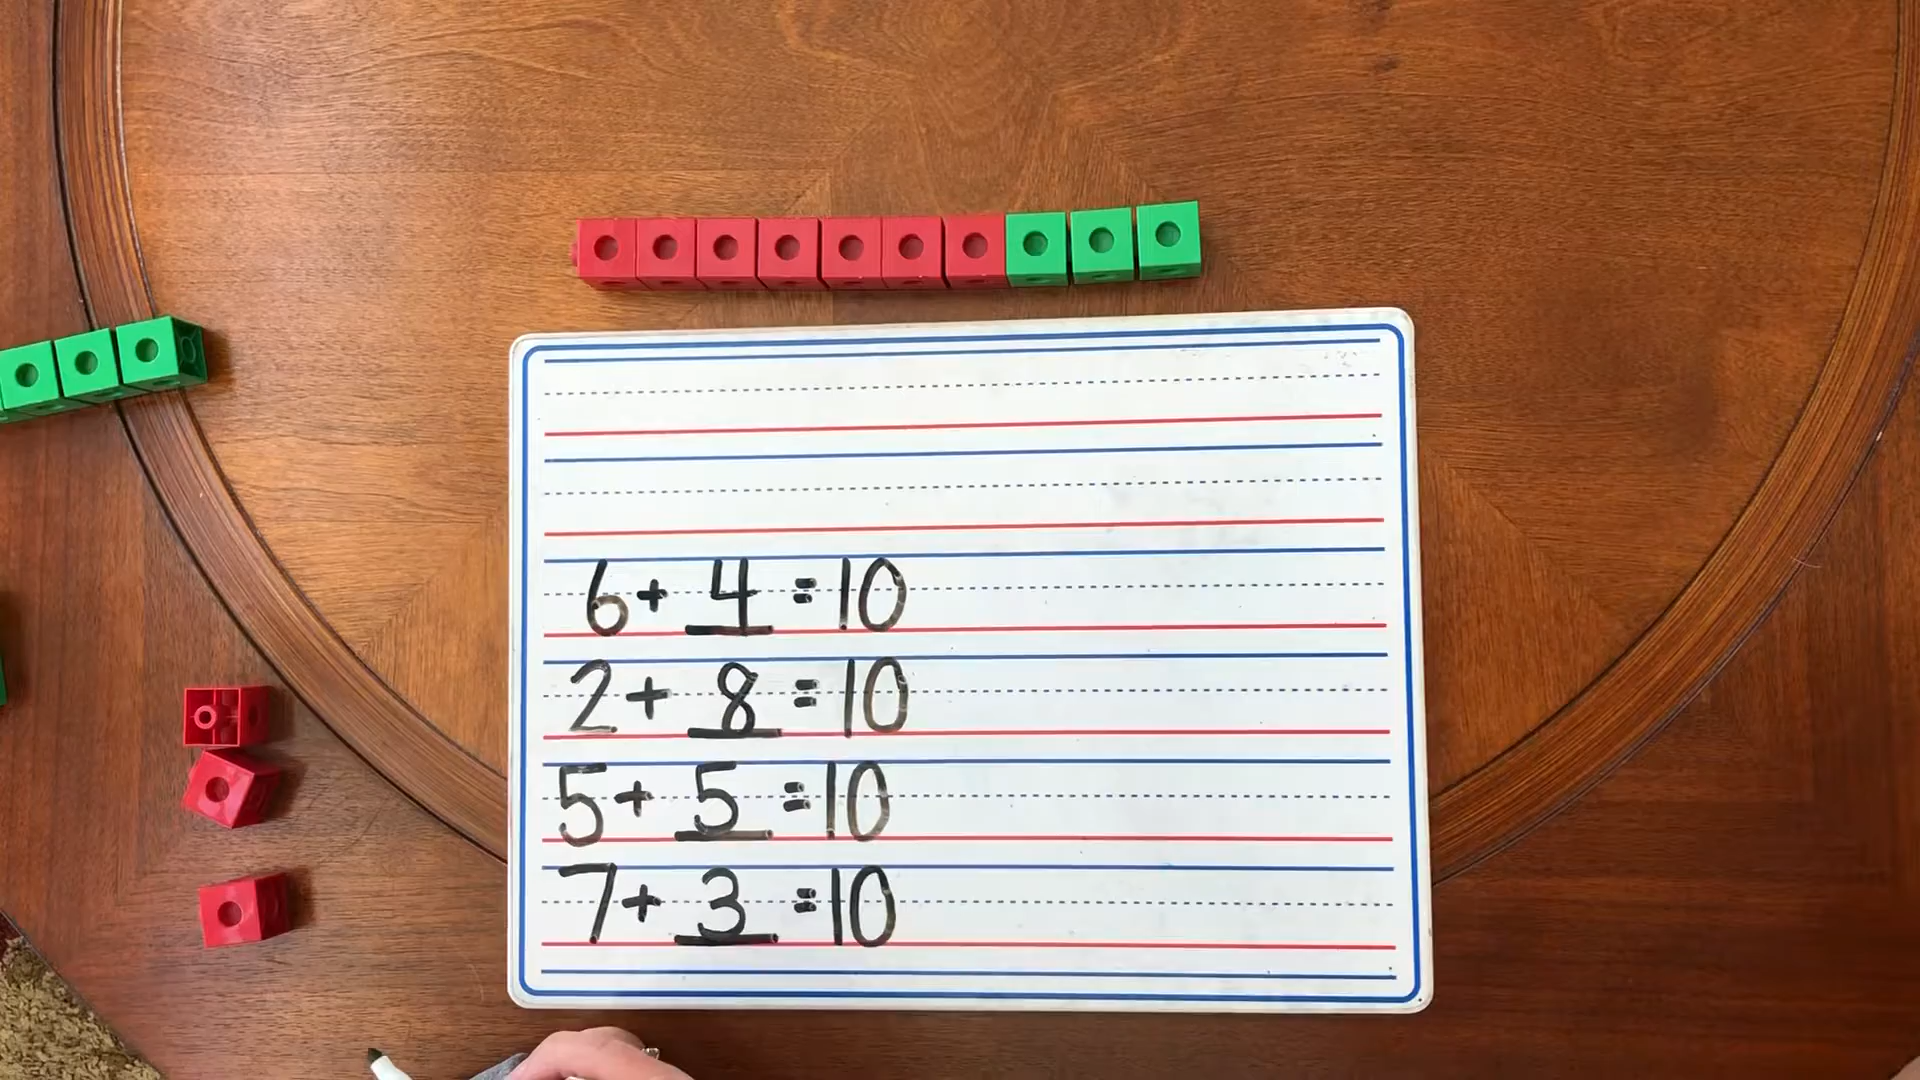 6 + 4 = 10
2 + 8 = 10
5 + 5 = 10
7 + 3 = 10